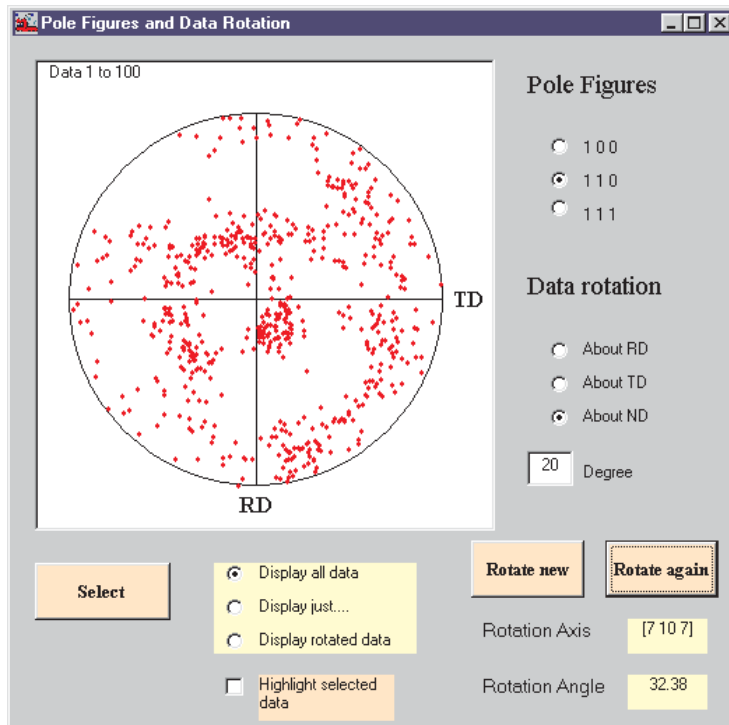 Pole Figures and Data Rotation
Data 1 to 100
TD
RD
Pole Figures
1 0 0
1 1 0
1 1 1
Data rotation
About RD
About TD
About ND
20 Degree
Select
Display all data
Display just....
Display rotated data
Highlight selected
data
Rotate new
Rotate again
Rotation Axis [7 10 7]
Rotation Angle 32.38